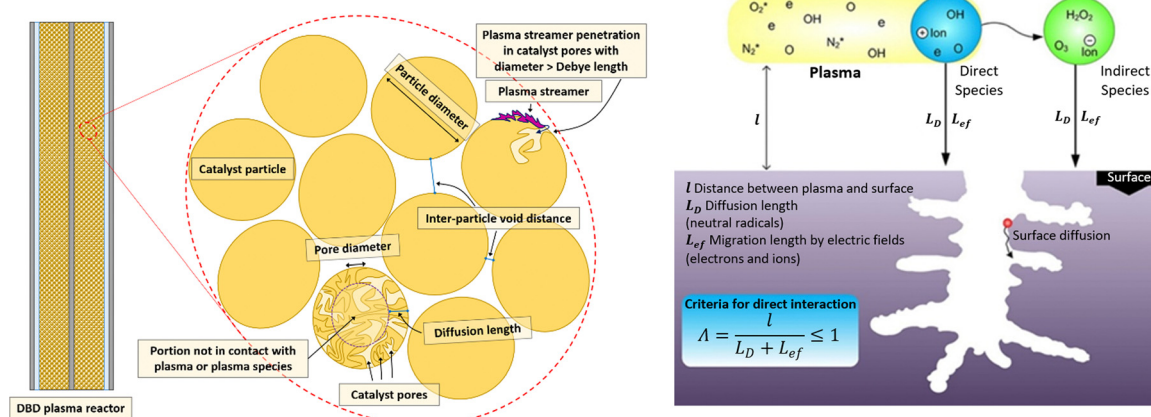 Plasma streamer penetration
in catalyst pores with
diameter > Debye length
Plasma streamer
Particle diameter
Catalyst particle
Inter-particle void distance
Pore diameter
Diffusion length
Portion not in contact with
plasma or plasma species
Catalyst pores
DBD plasma reactor
O₂* e OH O e
N₂* O N₂* OH
Plasma
OH
⊕ Ion
e O
Direct
Species
H₂O₂
O₃ ⊖ Ion
Indirect
Species
l
L_D L_ef
L_D L_ef
Surface
l Distance between plasma and surface
L_D Diffusion length
(neutral radicals)
L_ef Migration length by electric fields
(electrons and ions)
Surface diffusion
Criteria for direct interaction
Λ = l / (L_D + L_ef) ≤ 1